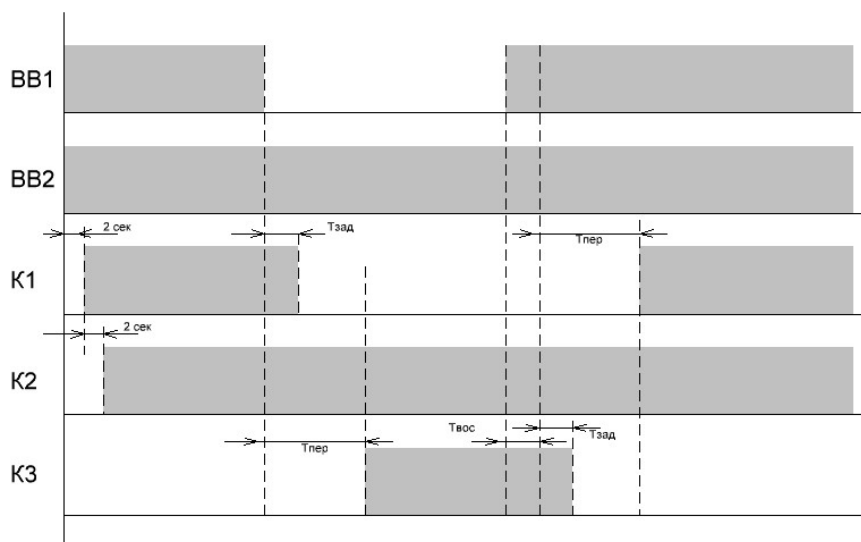 ВВ1
ВВ2
2 сек
Тзад
Тпер
К1
2 сек
К2
Твос
Тзад
Тпер
К3